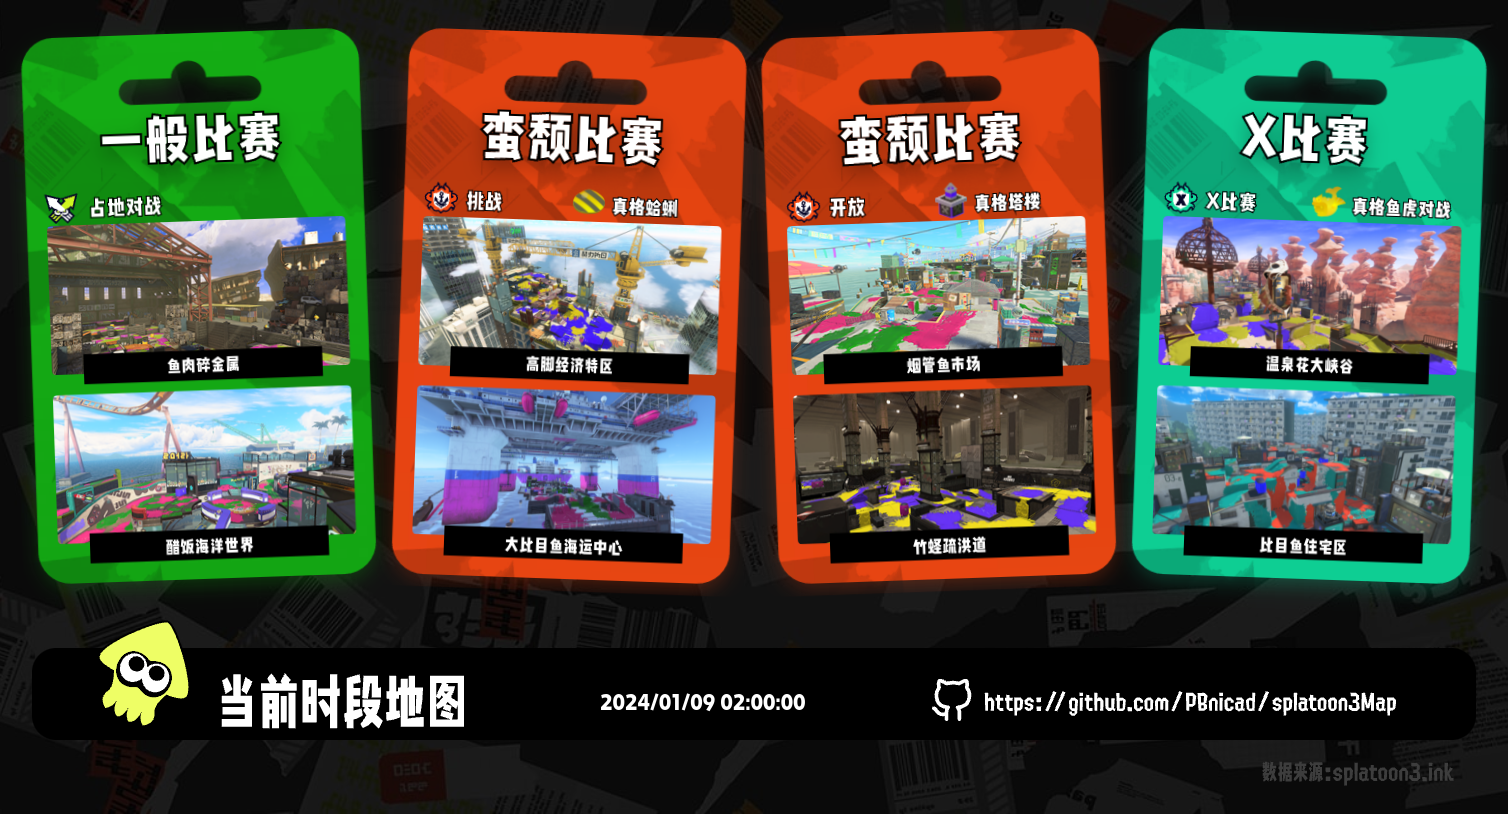 一般比赛
占地对战
鱼肉碎金属
醋饭海洋世界
蛮颓比赛
挑战
真格蛤蜊
高脚经济特区
大比目鱼海运中心
蛮颓比赛
开放
真格塔楼
烟管鱼市场
竹蛏疏洪道
X比赛
X比赛
真格鱼虎对战
温泉花大峡谷
比目鱼住宅区
当前时段地图
2024/01/09 02:00:00
https://github.com/PBnicad/splatoon3Map
数据来源:splatoon3.ink